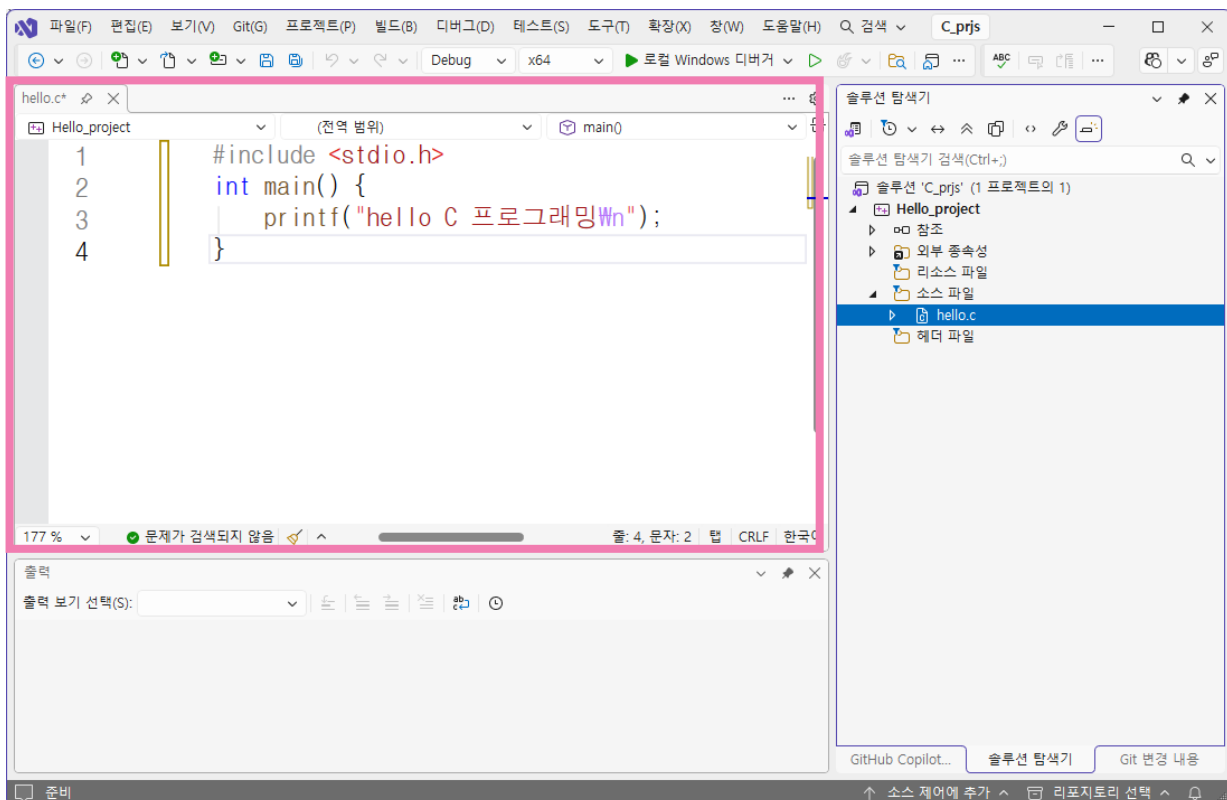 파일(F) 편집(E) 보기(V) Git(G) 프로젝트(P) 빌드(B) 디버그(D) 테스트(S) 도구(T) 확장(X) 창(W) 도움말(H) 검색 C_prjs
Debug x64 로컬 Windows 디버거 ABC
hello.c*
Hello_project (전역 범위) main()
1 #include <stdio.h>
2 int main() {
3 printf("hello C 프로그래밍₩n");
4 }
177 % 문제가 검색되지 않음 줄: 4, 문자: 2 탭 CRLF 한국어
출력
출력 보기 선택(S):
솔루션 탐색기
솔루션 탐색기 검색(Ctrl+;)
솔루션 'C_prjs' (1 프로젝트의 1)
Hello_project
참조
외부 종속성
리소스 파일
소스 파일
hello.c
헤더 파일
GitHub Copilot... 솔루션 탐색기 Git 변경 내용
준비 소스 제어에 추가 리포지토리 선택